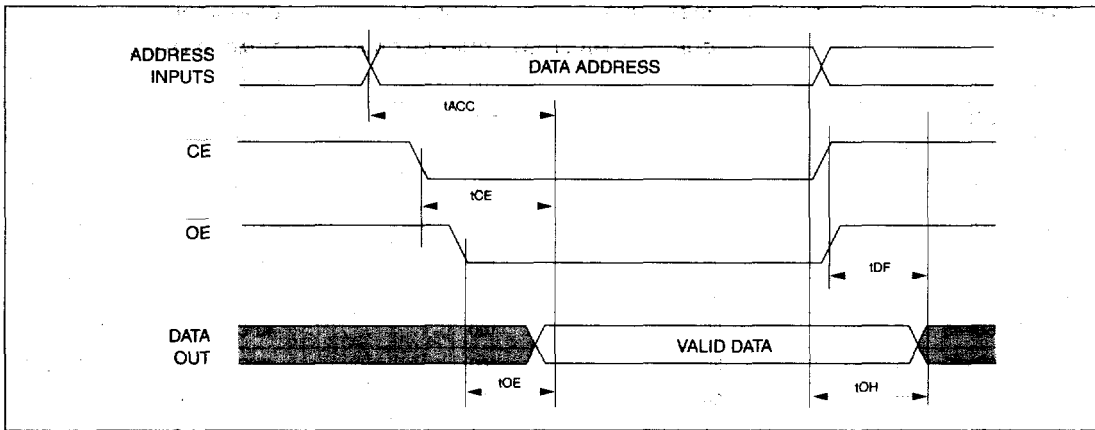 ADDRESS
INPUTS
DATA ADDRESS
tACC
CE
tCE
OE
tDF
DATA
OUT
VALID DATA
tOE
tOH